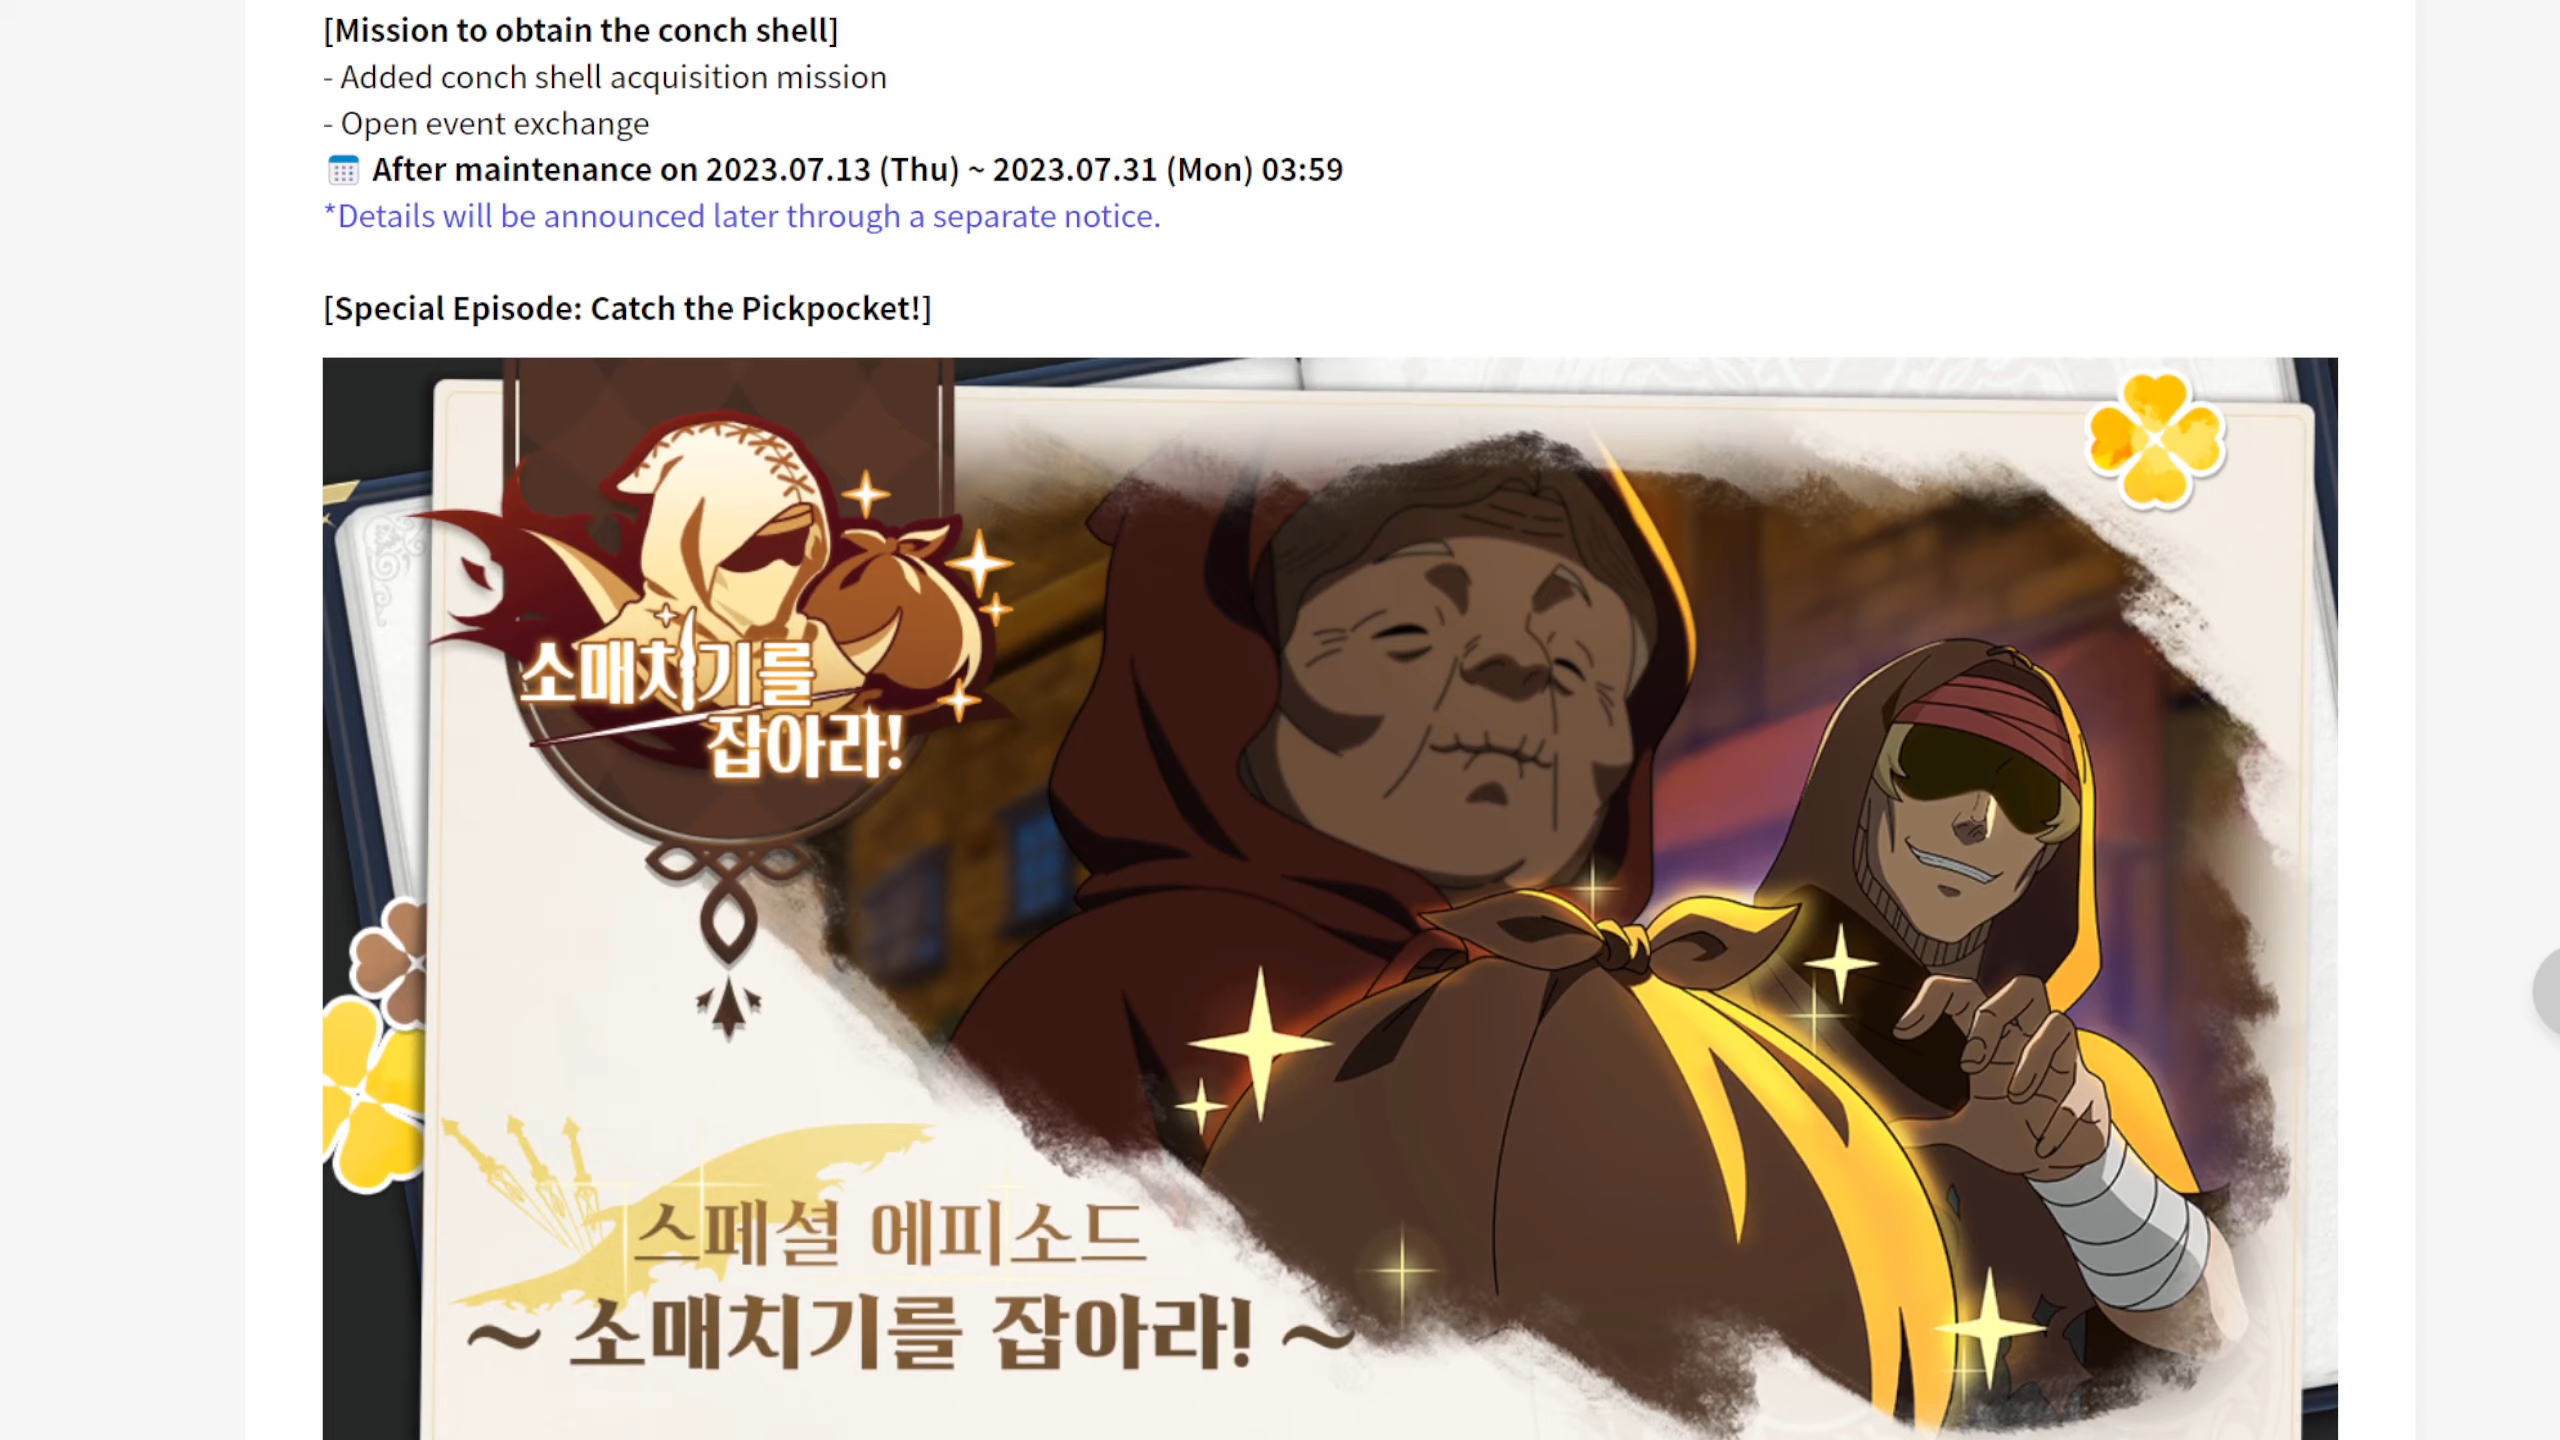 [Mission to obtain the conch shell]
- Added conch shell acquisition mission
- Open event exchange
After maintenance on 2023.07.13 (Thu) ~ 2023.07.31 (Mon) 03:59
*Details will be announced later through a separate notice.
[Special Episode: Catch the Pickpocket!]
소매치기를
잡아라!
스페셜 에피소드
~ 소매치기를 잡아라! ~